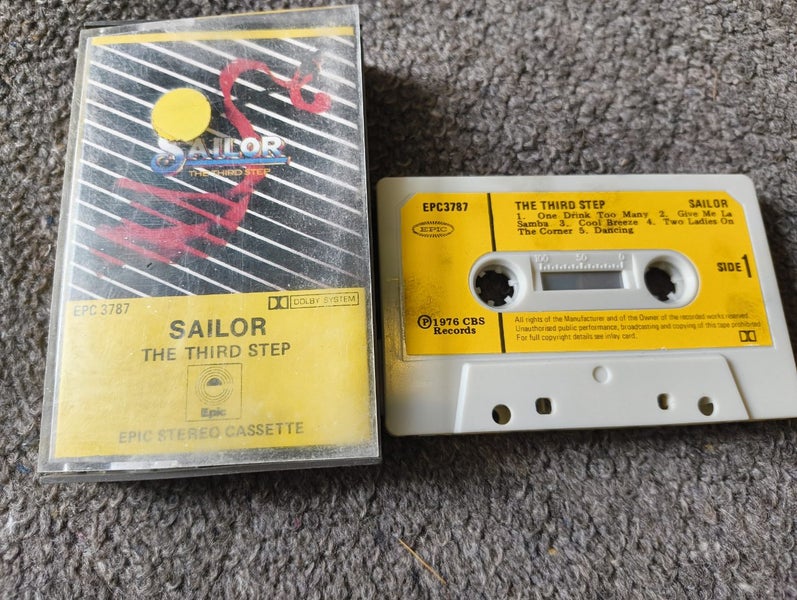 SAILOR
THE THIRD STEP
EPC 3787
DOLBY SYSTEM
SAILOR
THE THIRD STEP
Epic
EPIC STEREO CASSETTE
EPC3787
EPIC
THE THIRD STEP SAILOR
1. One Drink Too Many 2. Give Me La
Samba 3. Cool Breeze 4. Two Ladies On
The Corner 5. Dancing
SIDE 1
100 50 0
Ⓟ1976 CBS
Records
All rights of the Manufacturer and of the Owner of the recorded works reserved.
Unauthorised public performance, broadcasting and copying of this tape prohibited
For full copyright details see inlay card.